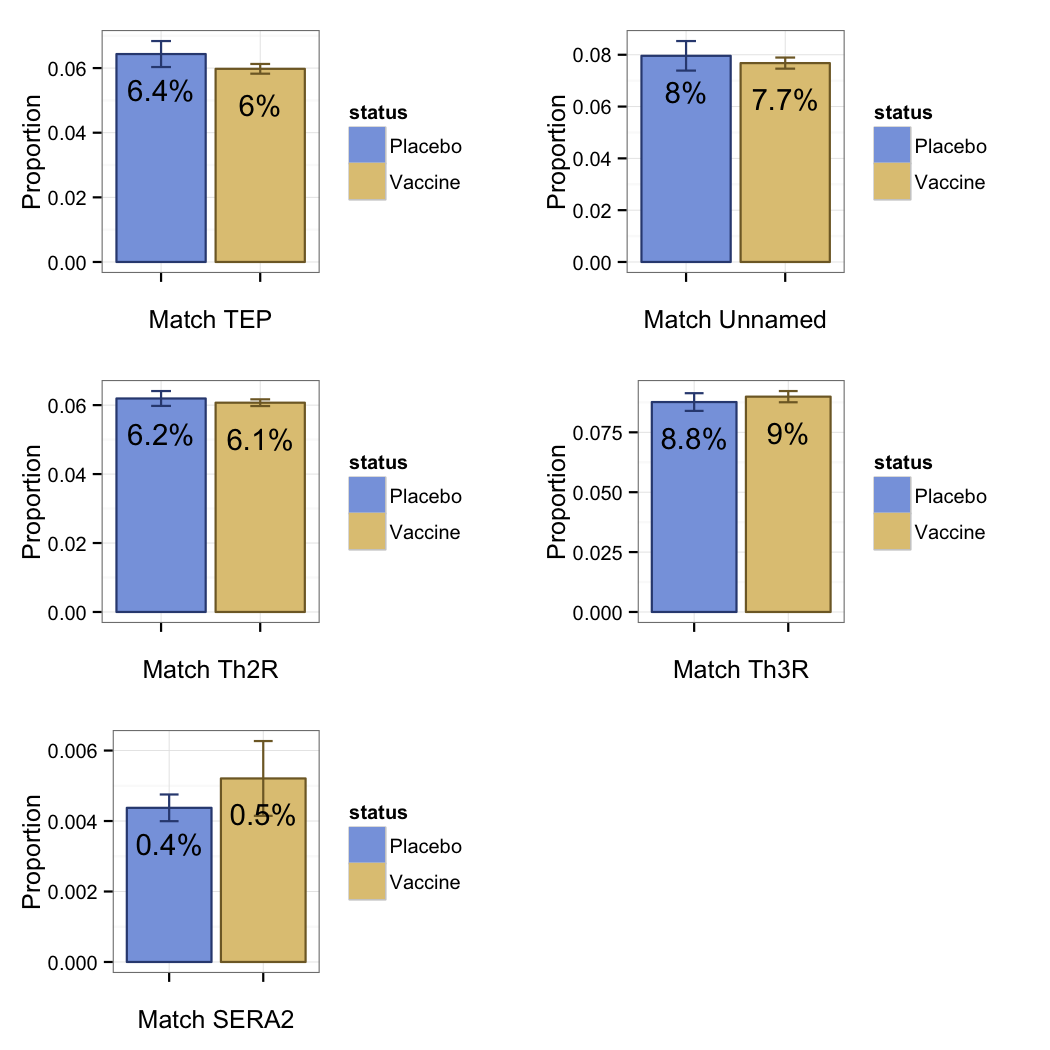 0.06
0.04
0.02
0.00
Proportion
6.4%
6%
Match TEP
status
Placebo
Vaccine
0.08
0.06
0.04
0.02
0.00
Proportion
8%
7.7%
Match Unnamed
status
Placebo
Vaccine
0.06
0.04
0.02
0.00
Proportion
6.2%
6.1%
Match Th2R
status
Placebo
Vaccine
0.075
0.050
0.025
0.000
Proportion
8.8%
9%
Match Th3R
status
Placebo
Vaccine
0.006
0.004
0.002
0.000
Proportion
0.4%
0.5%
Match SERA2
status
Placebo
Vaccine